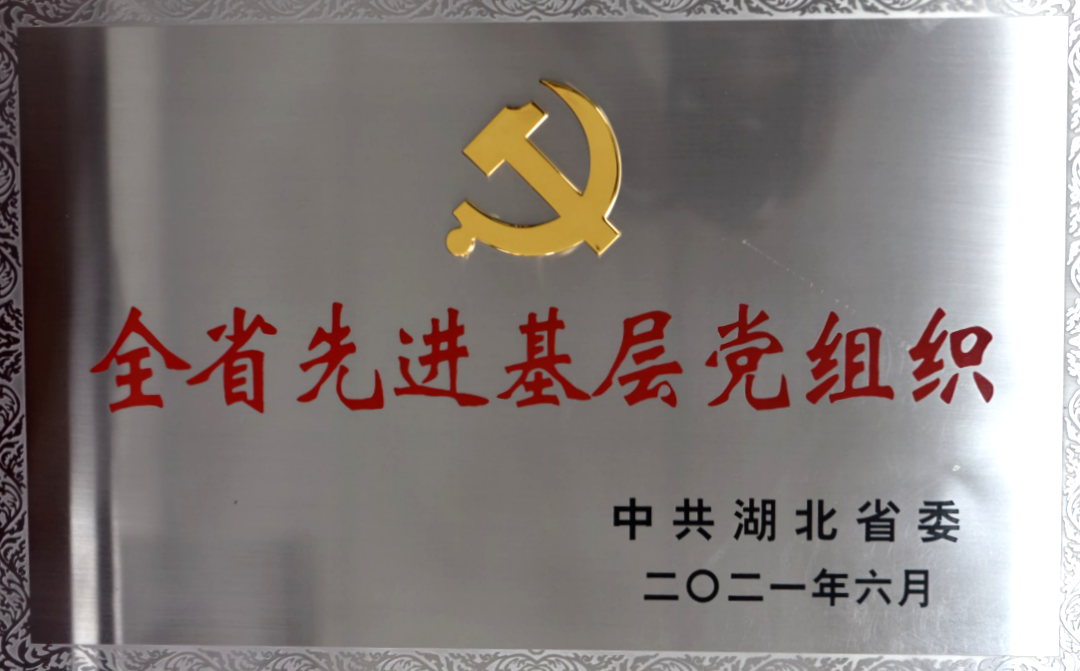 全省先进基层党组织
中共湖北省委
二〇二一年六月